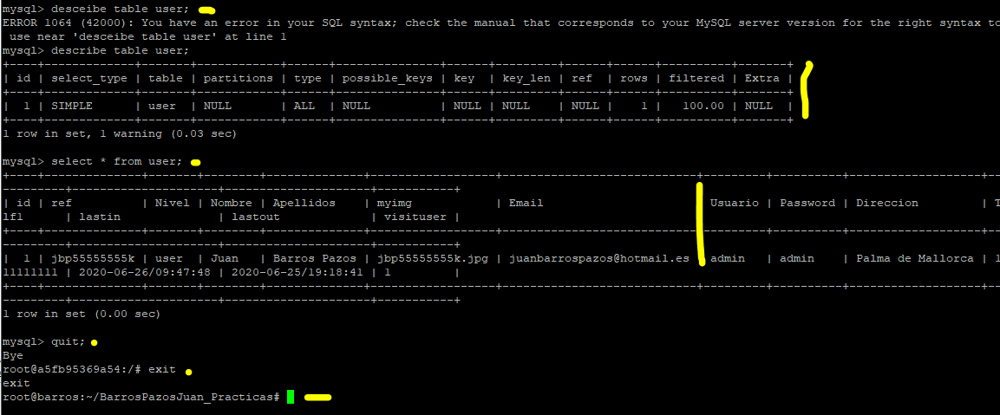 mysql> desceibe table user;
ERROR 1064 (42000): You have an error in your SQL syntax; check the manual that corresponds to your MySQL server version for the right syntax to
 use near 'desceibe table user' at line 1
mysql> describe table user;
+----+-------------+-------+------------+------+---------------+------+---------+------+------+----------+-------+
| id | select_type | table | partitions | type | possible_keys | key  | key_len | ref  | rows | filtered | Extra |
+----+-------------+-------+------------+------+---------------+------+---------+------+------+----------+-------+
|  1 | SIMPLE      | user  | NULL       | ALL  | NULL          | NULL | NULL    | NULL |    1 |   100.00 | NULL  |
+----+-------------+-------+------------+------+---------------+------+---------+------+------+----------+-------+
1 row in set, 1 warning (0.03 sec)
mysql> select * from user;
+----+--------------+-------+--------+---------------+------------------+----------------------------+---------+----------+-------------------+--
---------+---------------------+---------------------+-----------+
| id | ref          | Nivel | Nombre | Apellidos     | myimg            | Email                      | Usuario | Password | Direccion         | T
lf1      | lastin              | lastout             | visituser |
+----+--------------+-------+--------+---------------+------------------+----------------------------+---------+----------+-------------------+--
---------+---------------------+---------------------+-----------+
|  1 | jbp55555555k | user  | Juan   | Barros Pazos  | jbp55555555k.jpg | juanbarrospazos@hotmail.es | admin   | admin    | Palma de Mallorca | 1
11111111 | 2020-06-26/09:47:48 | 2020-06-25/19:18:41 | 1         |
+----+--------------+-------+--------+---------------+------------------+----------------------------+---------+----------+-------------------+--
---------+---------------------+---------------------+-----------+
1 row in set (0.00 sec)
mysql> quit;
Bye
root@a5fb95369a54:/# exit
exit
root@barros:~/BarrosPazosJuan_Practicas#